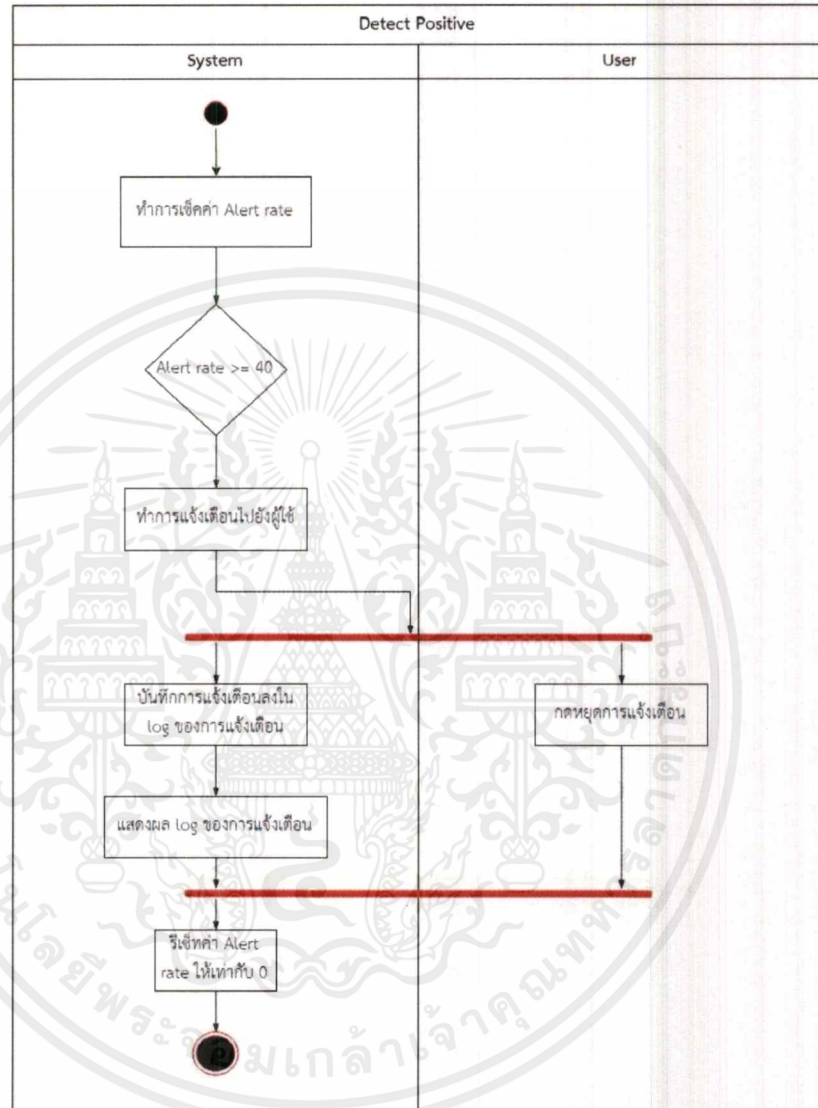 Detect Positive
System
User
ทำการเช็คค่า Alert rate
Alert rate >= 40
ทำการแจ้งเตือนไปยังผู้ใช้
บันทึกการแจ้งเตือนลงใน
log ของการแจ้งเตือน
กดหยุดการแจ้งเตือน
แสดงผล log ของการแจ้งเตือน
รีเซ็ทค่า Alert
rate ให้เท่ากับ 0